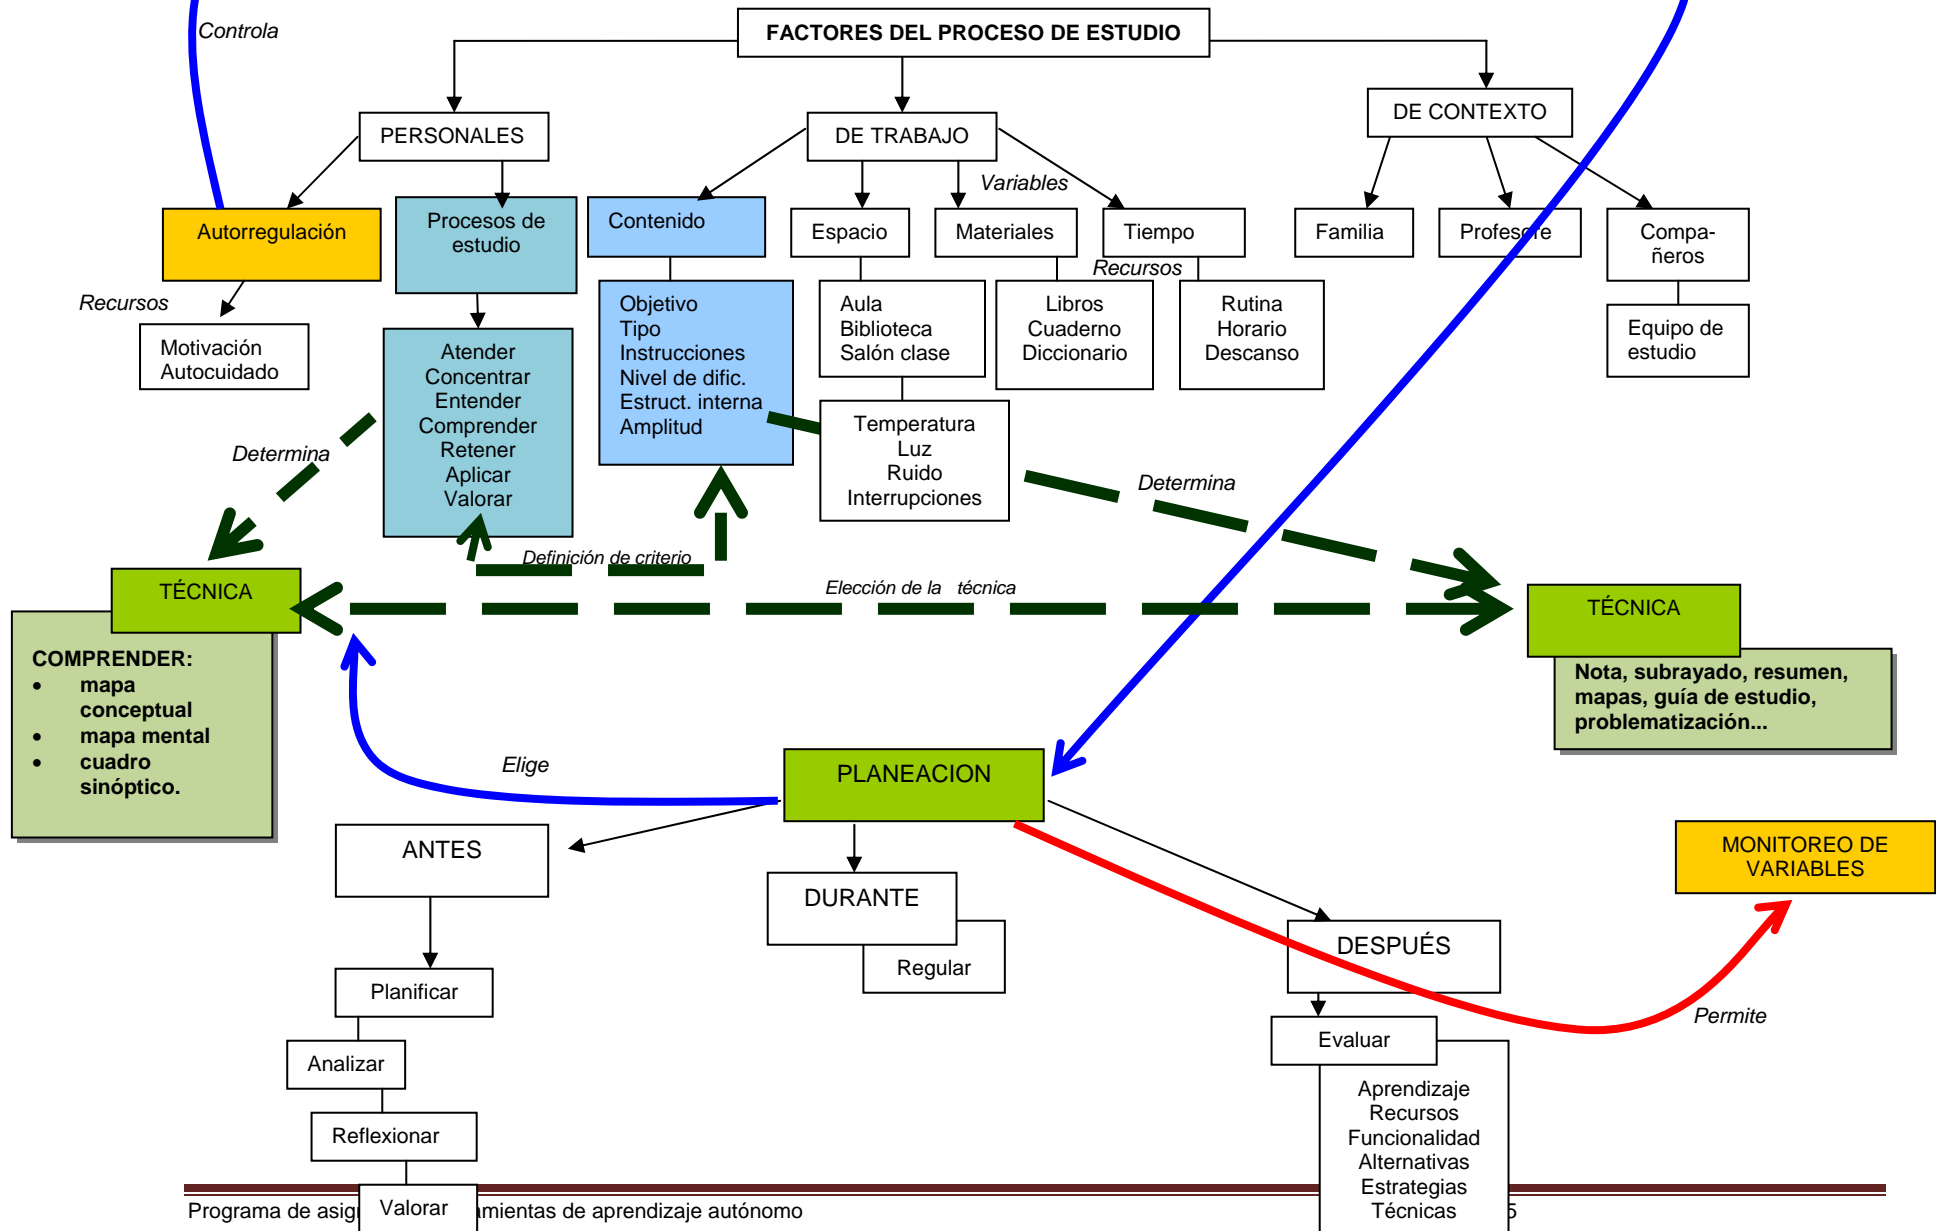 Controla
FACTORES DEL PROCESO DE ESTUDIO
PERSONALES
DE TRABAJO
DE CONTEXTO
Variables
Autorregulación
Procesos de
estudio
Contenido
Espacio
Materiales
Tiempo
Familia
Profesore
Compa-
ñeros
Recursos
Recursos
Motivación
Autocuidado
Atender
Concentrar
Entender
Comprender
Retener
Aplicar
Valorar
Objetivo
Tipo
Instrucciones
Nivel de dific.
Estruct. interna
Amplitud
Aula
Biblioteca
Salón clase
Libros
Cuaderno
Diccionario
Rutina
Horario
Descanso
Equipo de
estudio
Temperatura
Luz
Ruido
Interrupciones
Determina
Determina
Definición de criterio
Elección de la técnica
TÉCNICA
COMPRENDER:
• mapa
conceptual
• mapa mental
• cuadro
sinóptico.
TÉCNICA
Nota, subrayado, resumen,
mapas, guía de estudio,
problematización...
Elige
PLANEACION
ANTES
DURANTE
DESPUÉS
MONITOREO DE
VARIABLES
Permite
Planificar
Analizar
Reflexionar
Valorar
Regular
Evaluar
Aprendizaje
Recursos
Funcionalidad
Alternativas
Estrategias
Técnicas
Programa de asig amientas de aprendizaje autónomo 5